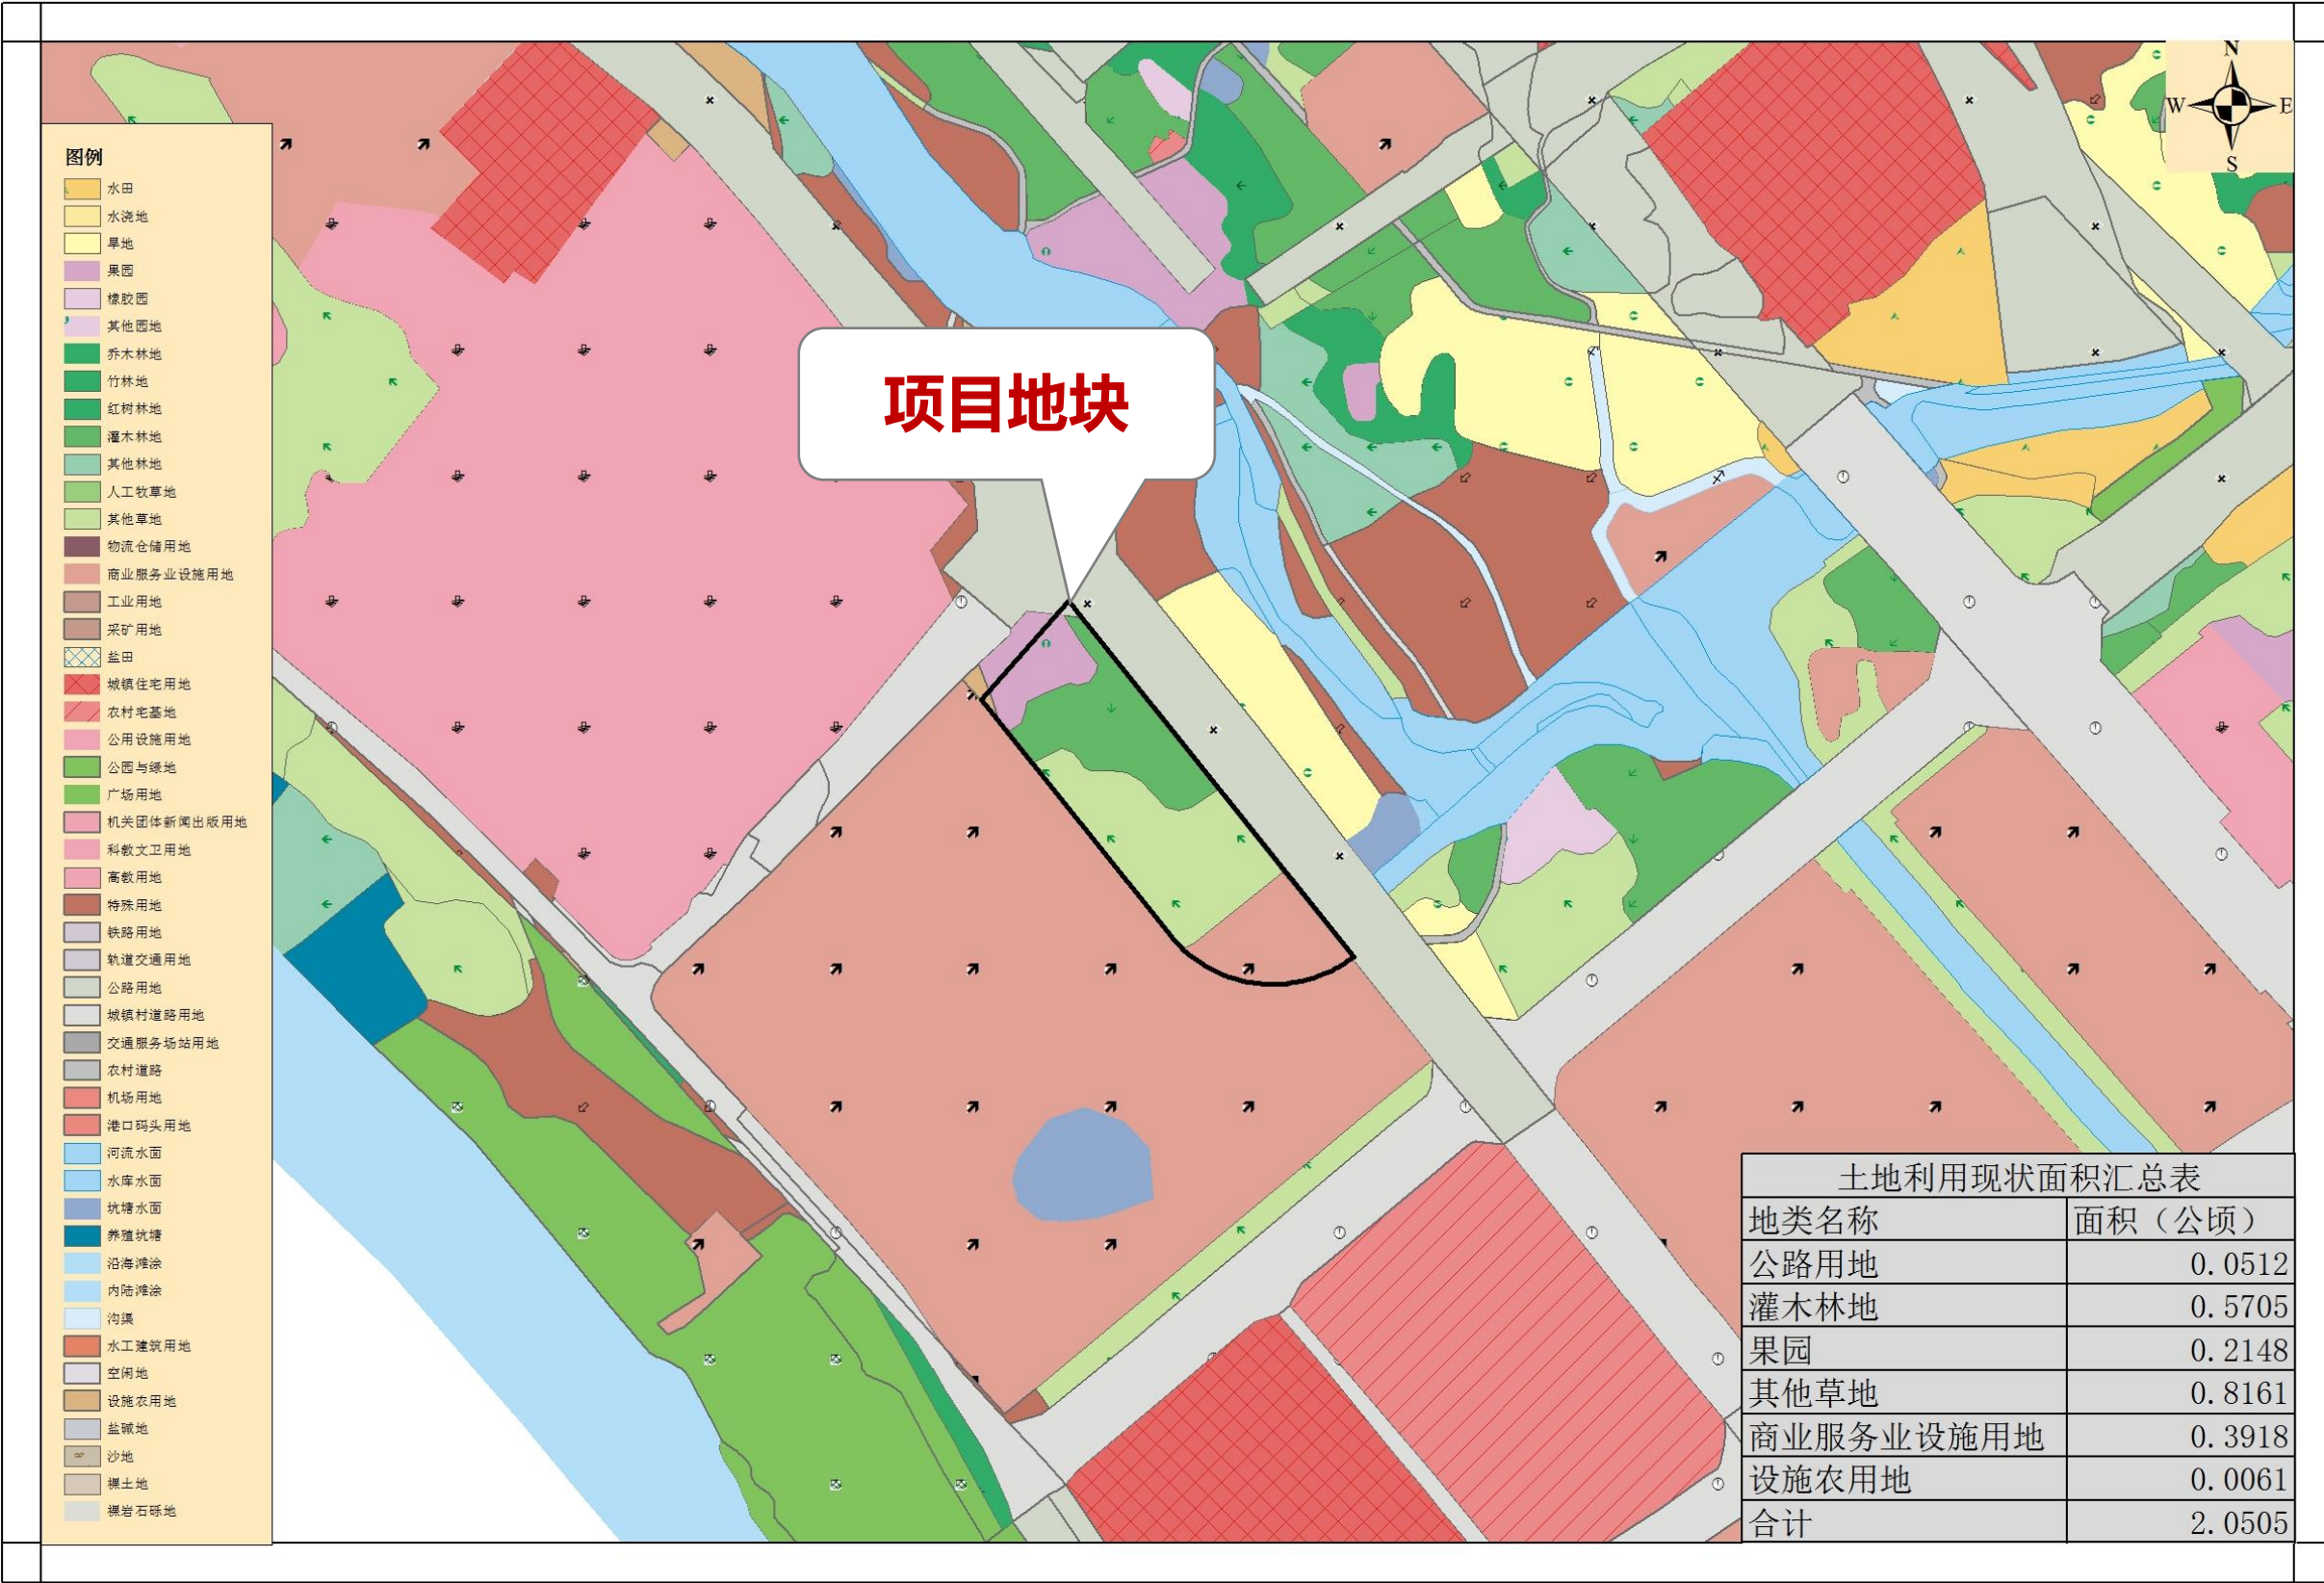 N
W
E
S
图例
水田
水浇地
旱地
果园
橡胶园
其他园地
乔木林地
竹林地
红树林地
灌木林地
其他林地
人工牧草地
其他草地
物流仓储用地
商业服务业设施用地
工业用地
采矿用地
盐田
城镇住宅用地
农村宅基地
公用设施用地
公园与绿地
广场用地
机关团体新闻出版用地
科教文卫用地
高教用地
特殊用地
铁路用地
轨道交通用地
公路用地
城镇村道路用地
交通服务场站用地
农村道路
机场用地
港口码头用地
河流水面
水库水面
坑塘水面
养殖坑塘
沿海滩涂
内陆滩涂
沟渠
水工建筑用地
空闲地
设施农用地
盐碱地
沙地
裸土地
裸岩石砾地
项目地块
土地利用现状面积汇总表
地类名称 面积（公顷）
公路用地 0.0512
灌木林地 0.5705
果园 0.2148
其他草地 0.8161
商业服务业设施用地 0.3918
设施农用地 0.0061
合计 2.0505